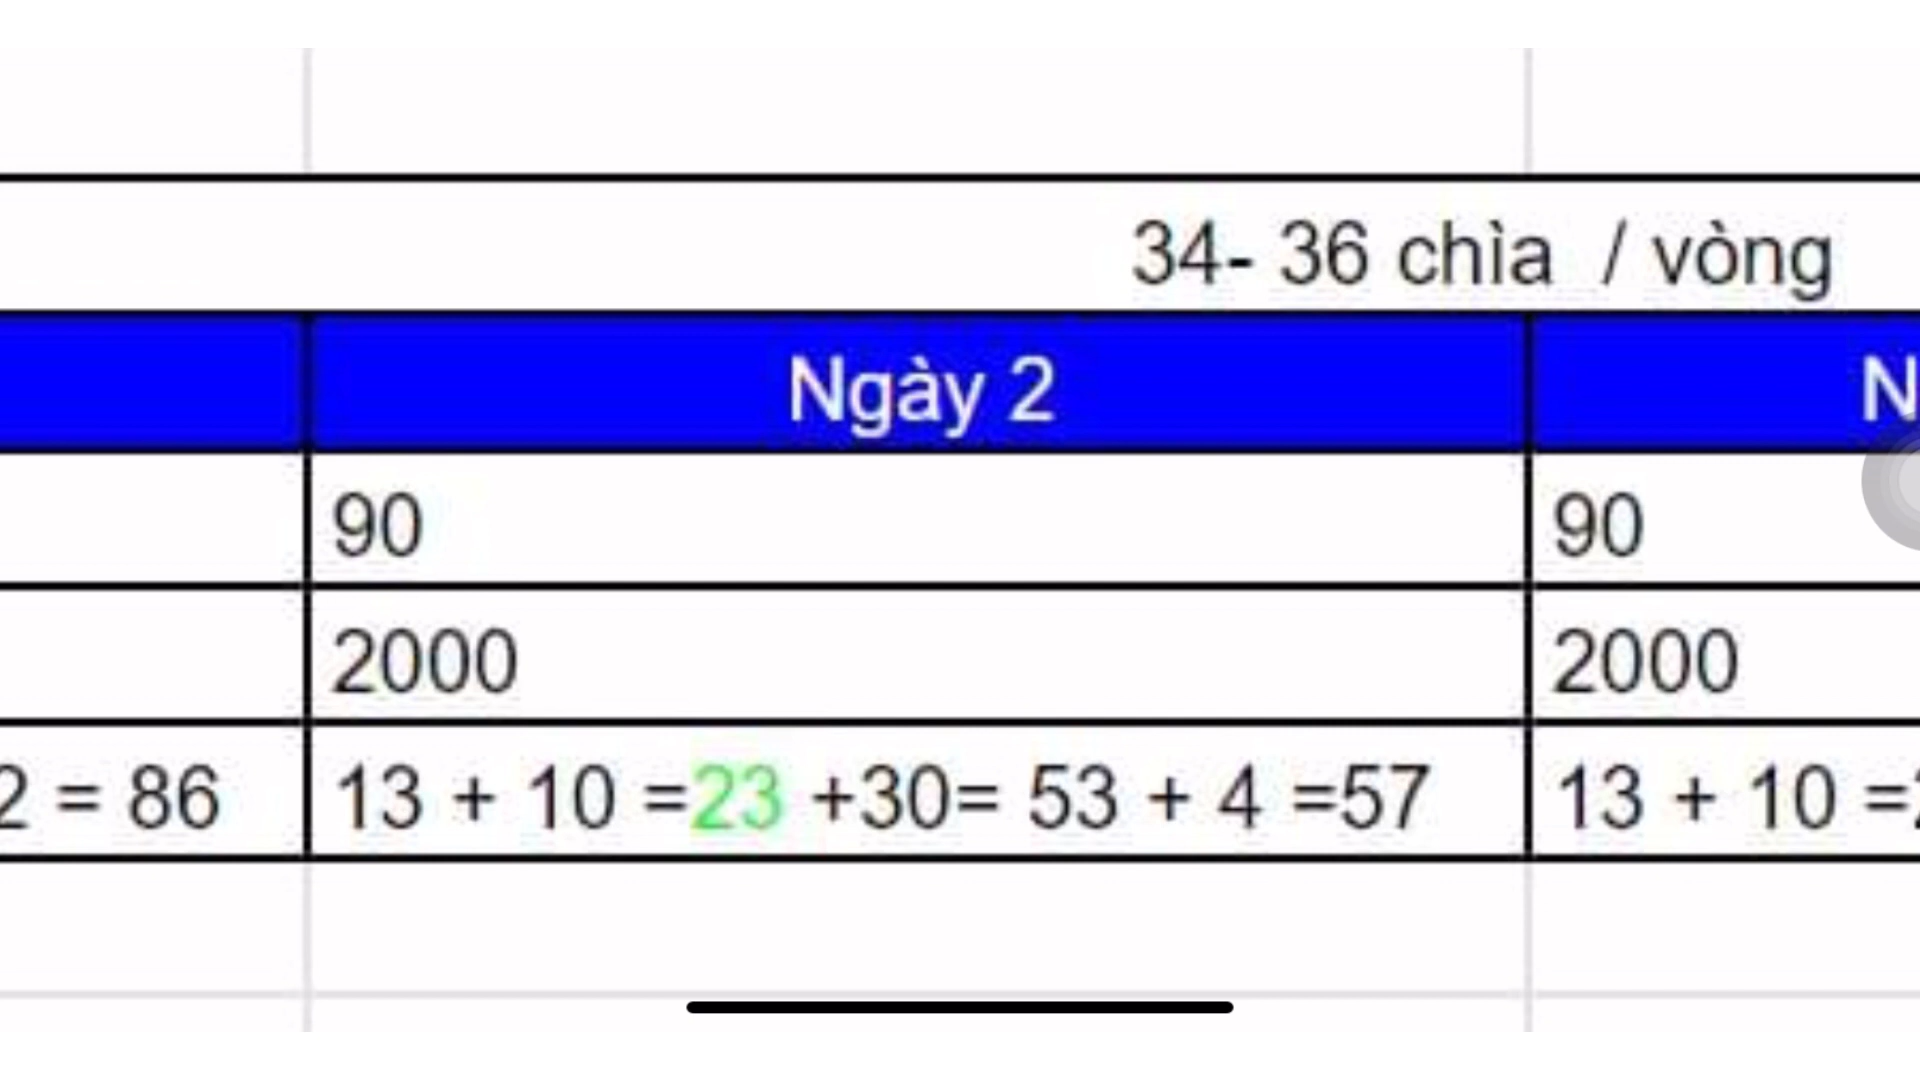 34- 36 chìa / vòng
Ngày 2 N
90 90
2000 2000
2 = 86 13 + 10 =23 +30= 53 + 4 =57 13 + 10 =